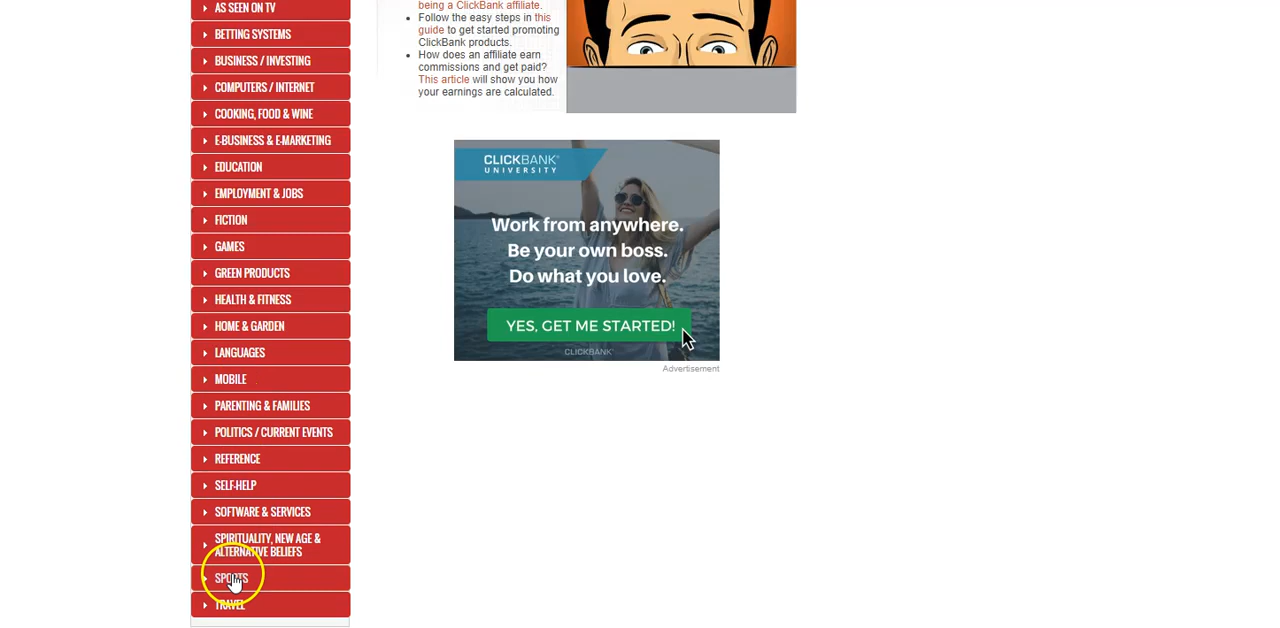 AS SEEN ON TV
BETTING SYSTEMS
BUSINESS / INVESTING
COMPUTERS / INTERNET
COOKING, FOOD & WINE
E-BUSINESS & E-MARKETING
EDUCATION
EMPLOYMENT & JOBS
FICTION
GAMES
GREEN PRODUCTS
HEALTH & FITNESS
HOME & GARDEN
LANGUAGES
MOBILE
PARENTING & FAMILIES
POLITICS / CURRENT EVENTS
REFERENCE
SELF-HELP
SOFTWARE & SERVICES
SPIRITUALITY, NEW AGE &
ALTERNATIVE BELIEFS
SPORTS
TRAVEL
being a ClickBank affiliate.
Follow the easy steps in this
guide to get started promoting
ClickBank products.
How does an affiliate earn
commissions and get paid?
This article will show you how
your earnings are calculated.
CLICKBANK
UNIVERSITY
Work from anywhere.
Be your own boss.
Do what you love.
YES, GET ME STARTED!
CLICKBANK
Advertisement